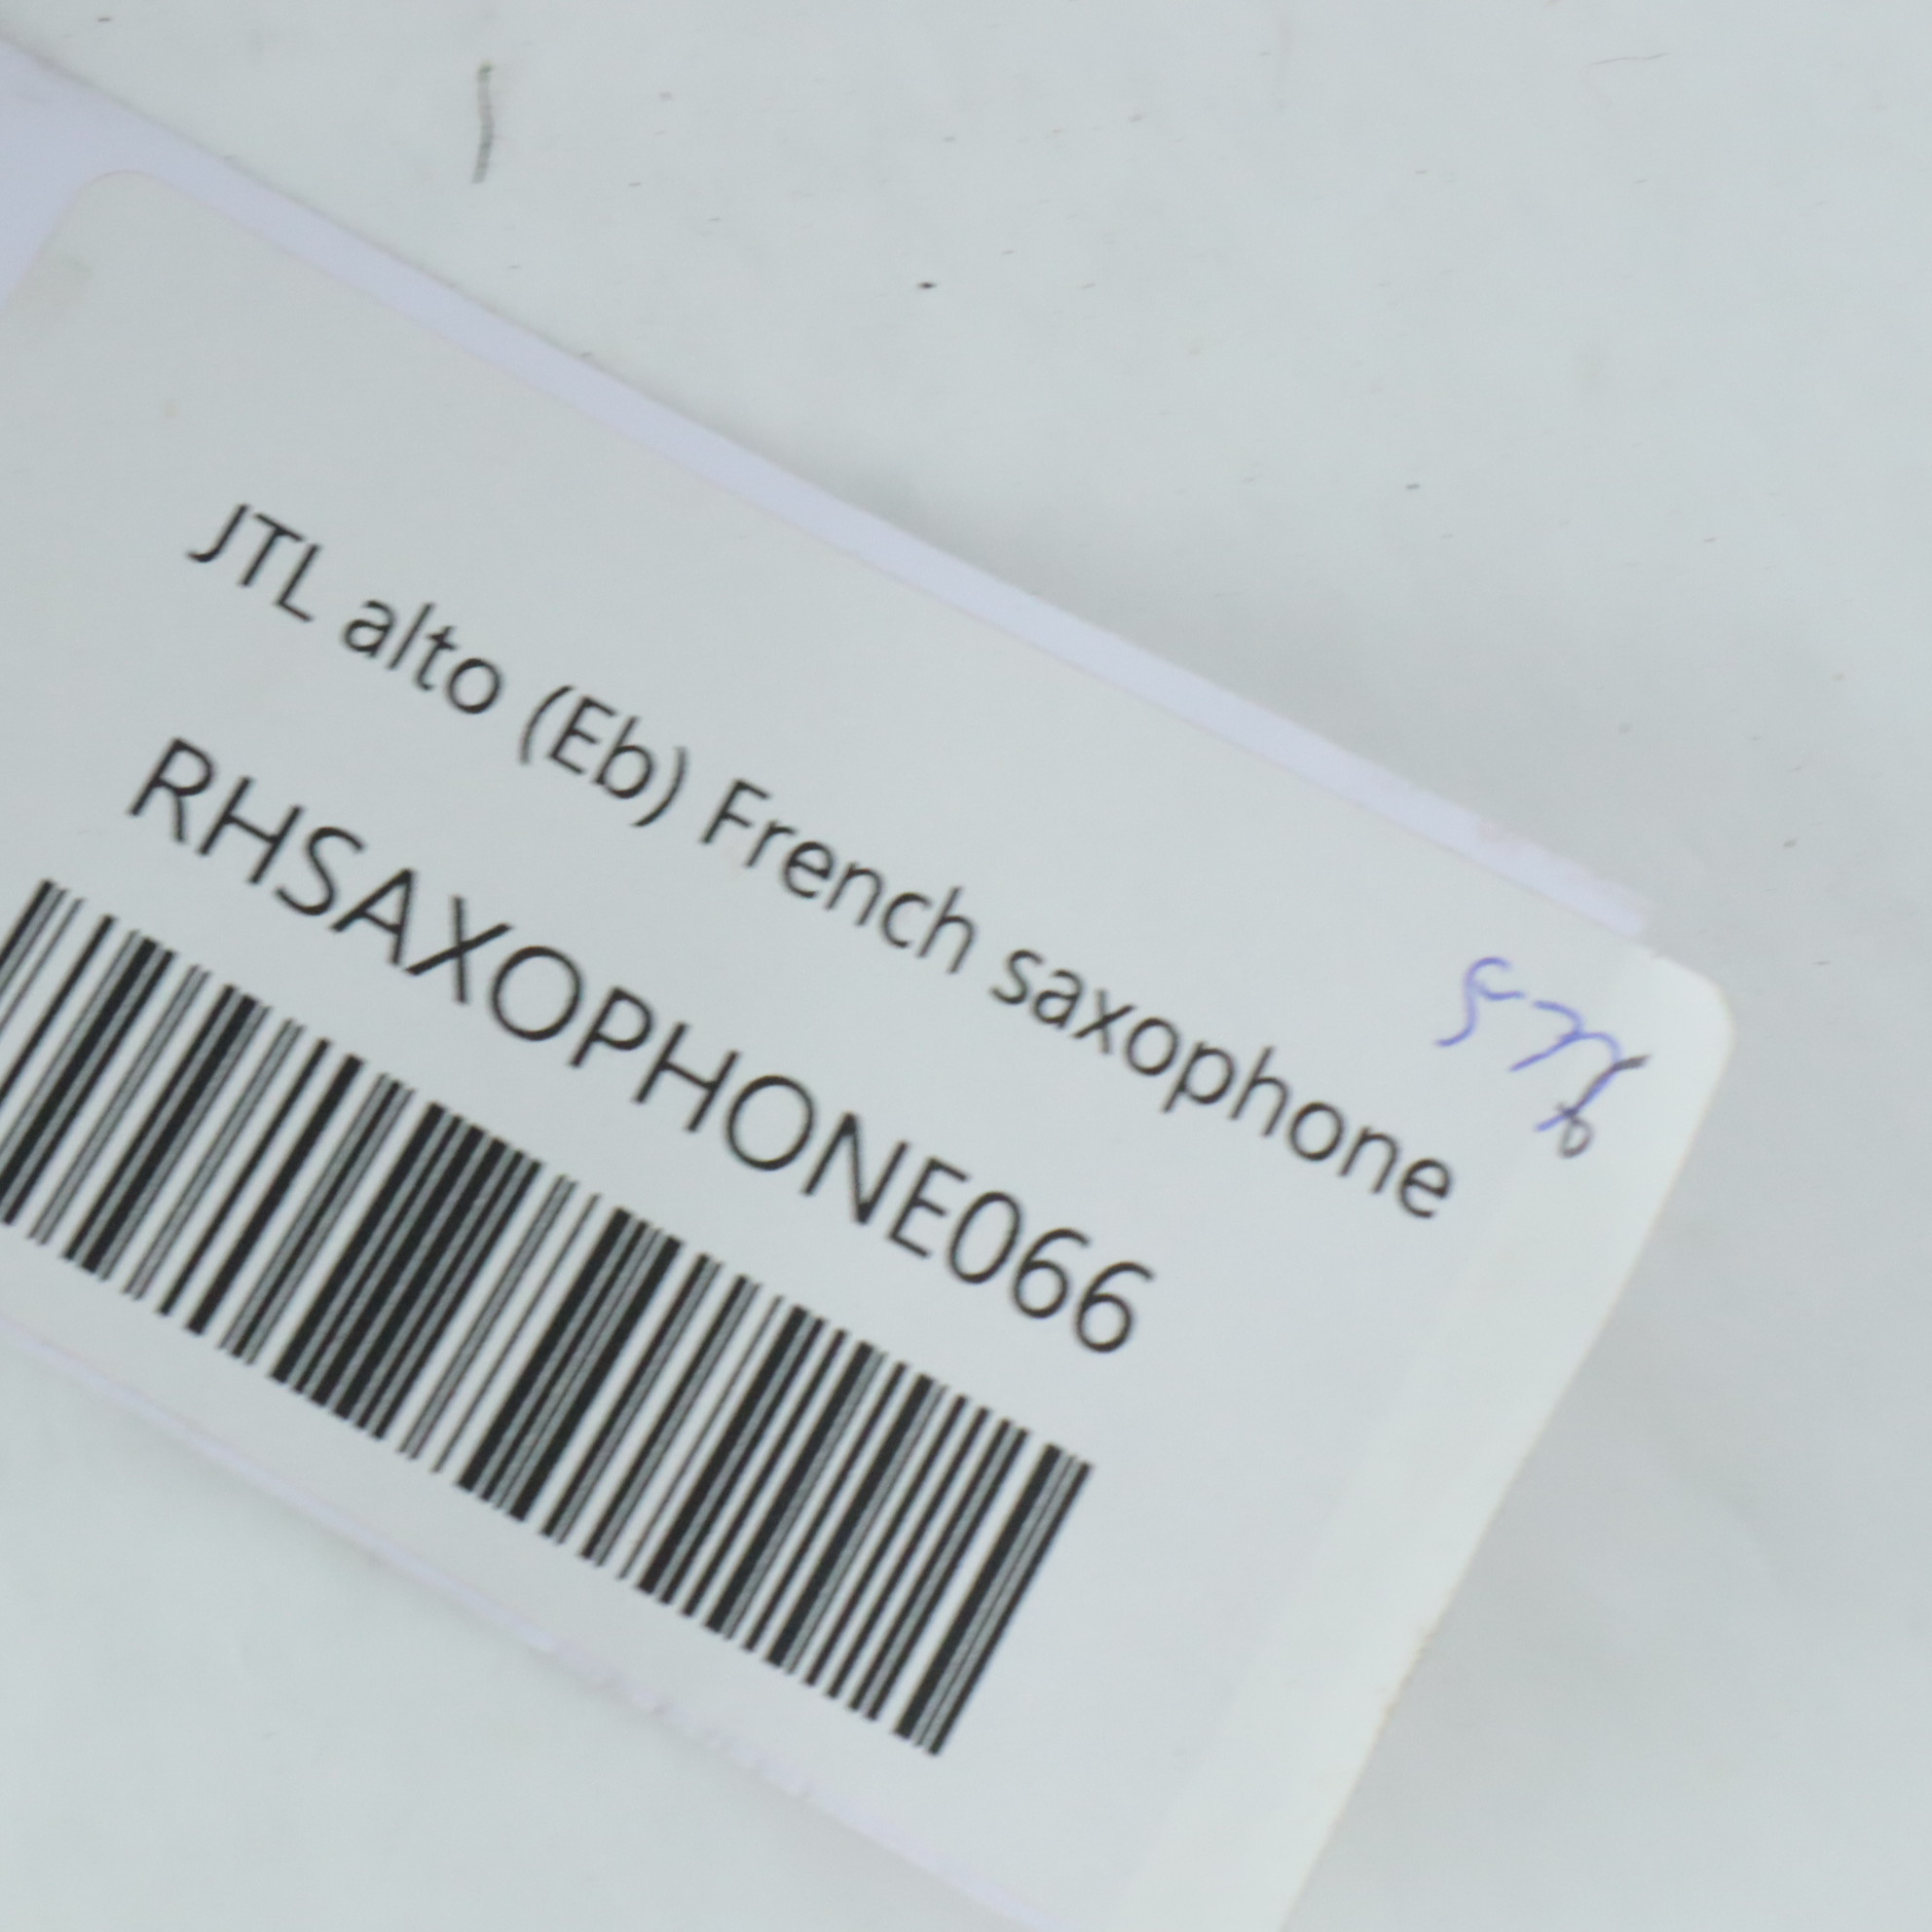 JTL alto (Eb) French saxophone
RHSAXOPHONE066